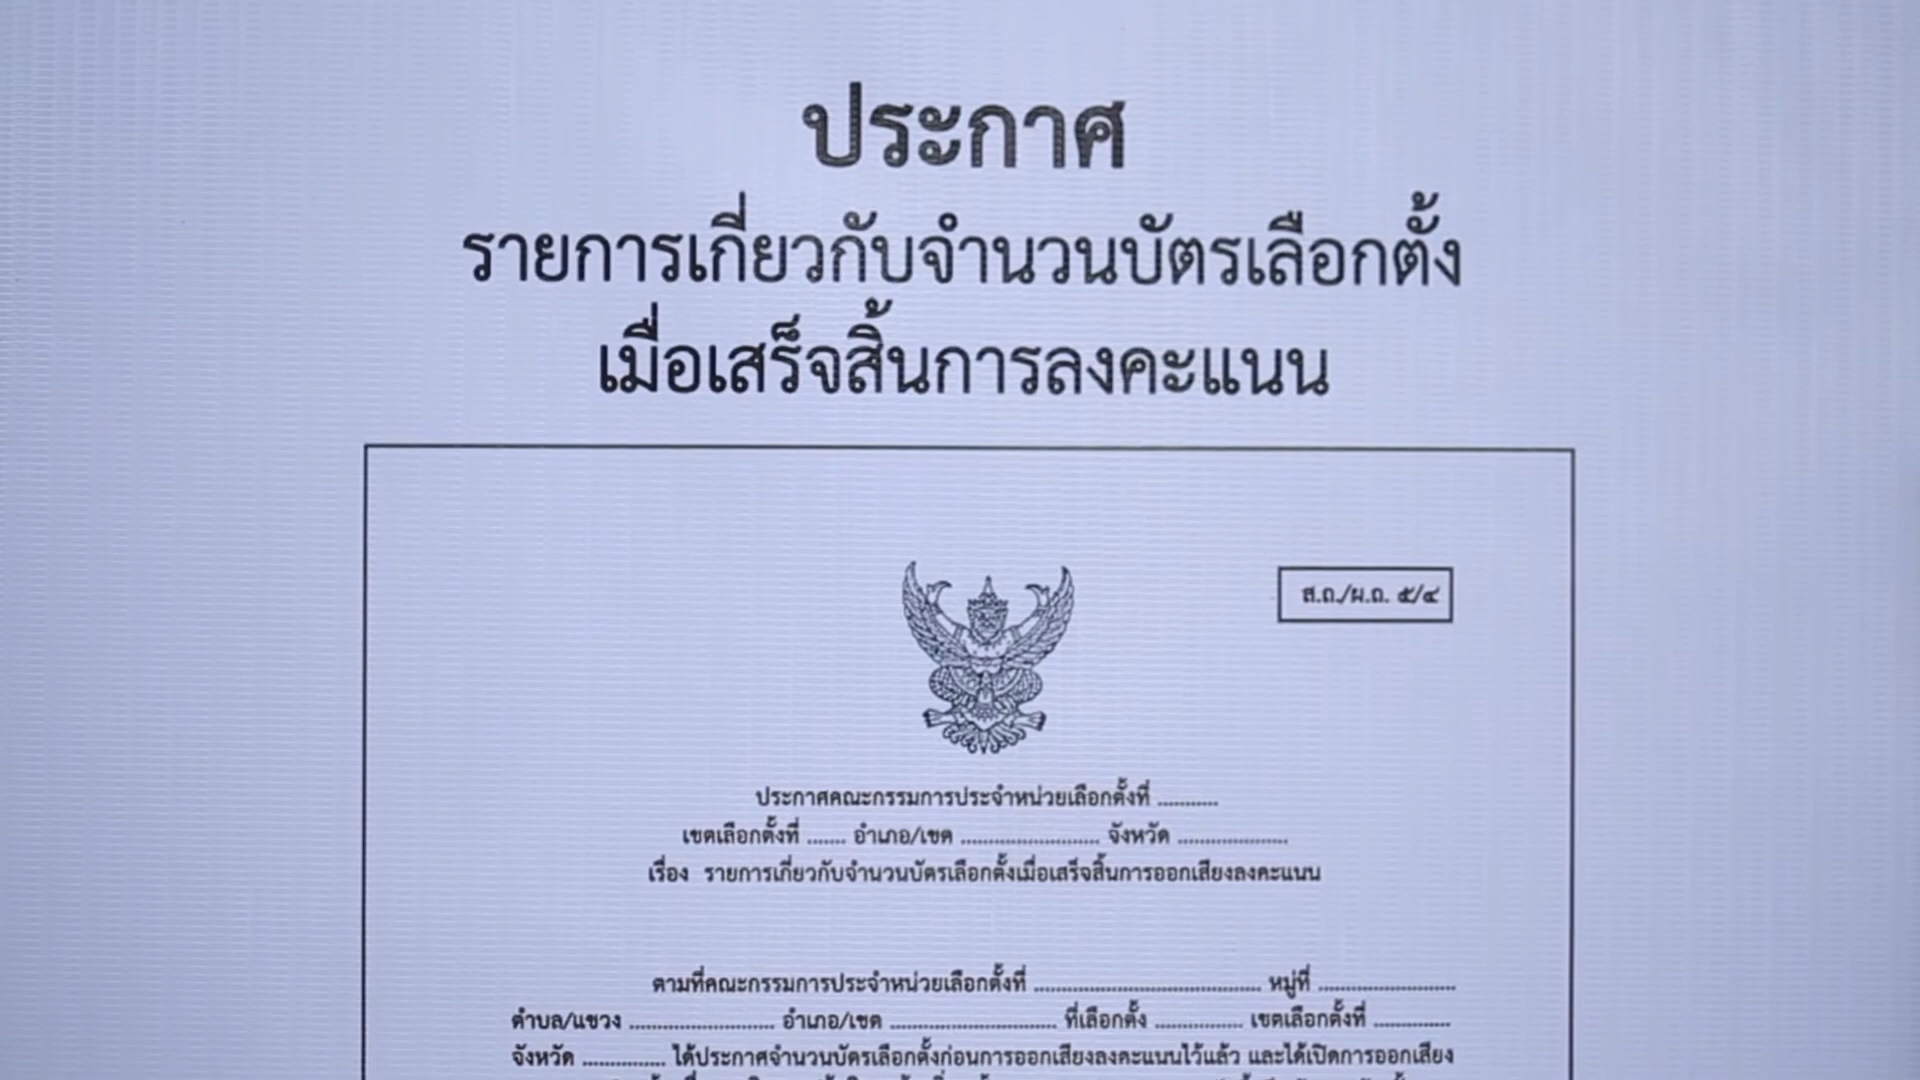 ประกาศ
รายการเกี่ยวกับจำนวนบัตรเลือกตั้ง
เมื่อเสร็จสิ้นการลงคะแนน
ส.ถ./ผ.ถ. ๕/๔
ประกาศคณะกรรมการประจำหน่วยเลือกตั้งที่ ...........
เขตเลือกตั้งที่ ....... อำเภอ/เขต ......................... จังหวัด ....................
เรื่อง รายการเกี่ยวกับจำนวนบัตรเลือกตั้งเมื่อเสร็จสิ้นการออกเสียงลงคะแนน
ตามที่คณะกรรมการประจำหน่วยเลือกตั้งที่ ......................................... หมู่ที่ .........................
ตำบล/แขวง .......................... อำเภอ/เขต .............................. ที่เลือกตั้ง ................ เขตเลือกตั้งที่ ..............
จังหวัด ............... ได้ประกาศจำนวนบัตรเลือกตั้งก่อนการออกเสียงลงคะแนนไว้แล้ว และได้เปิดการออกเสียง